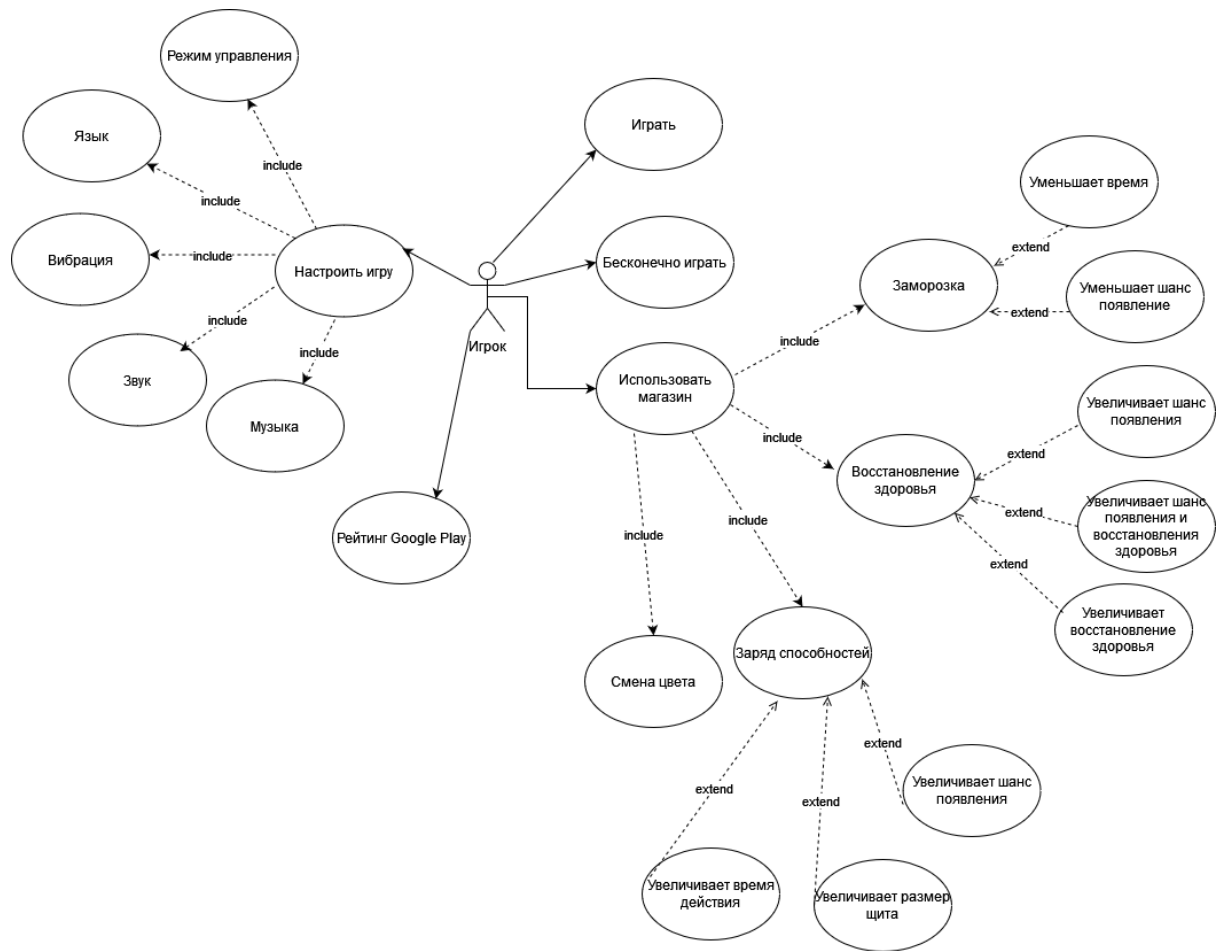 Режим управления
Играть
Язык
include
Уменьшает время
include
extend
Вибрация
include
Настроить игру
Бесконечно играть
Заморозка
Уменьшает шанс
появление
extend
include
Игрок
include
include
Звук
Использовать
магазин
Увеличивает шанс
появления
Музыка
include
extend
Восстановление
здоровья
Увеличивает шанс
появления и
восстановления
здоровья
extend
include
include
Рейтинг Google Play
extend
Увеличивает
восстановление
здоровья
Заряд способностей
Смена цвета
extend
Увеличивает шанс
появления
extend
extend
Увеличивает время
действия
Увеличивает размер
щита